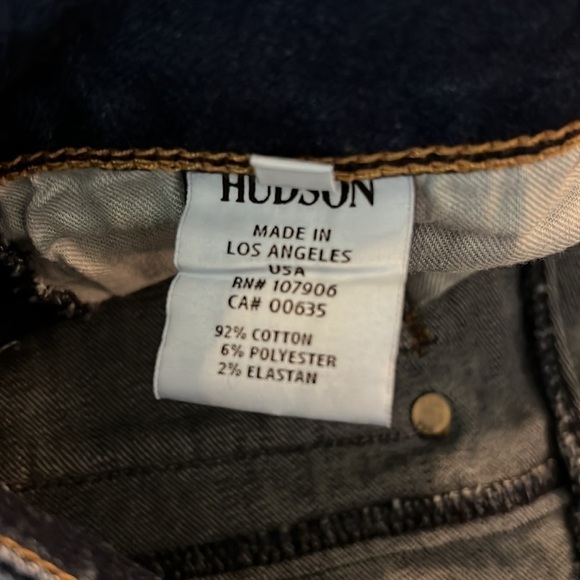 HUDSON
MADE IN
LOS ANGELES
USA
RN# 107906
CA# 00635
92% COTTON
6% POLYESTER
2% ELASTAN